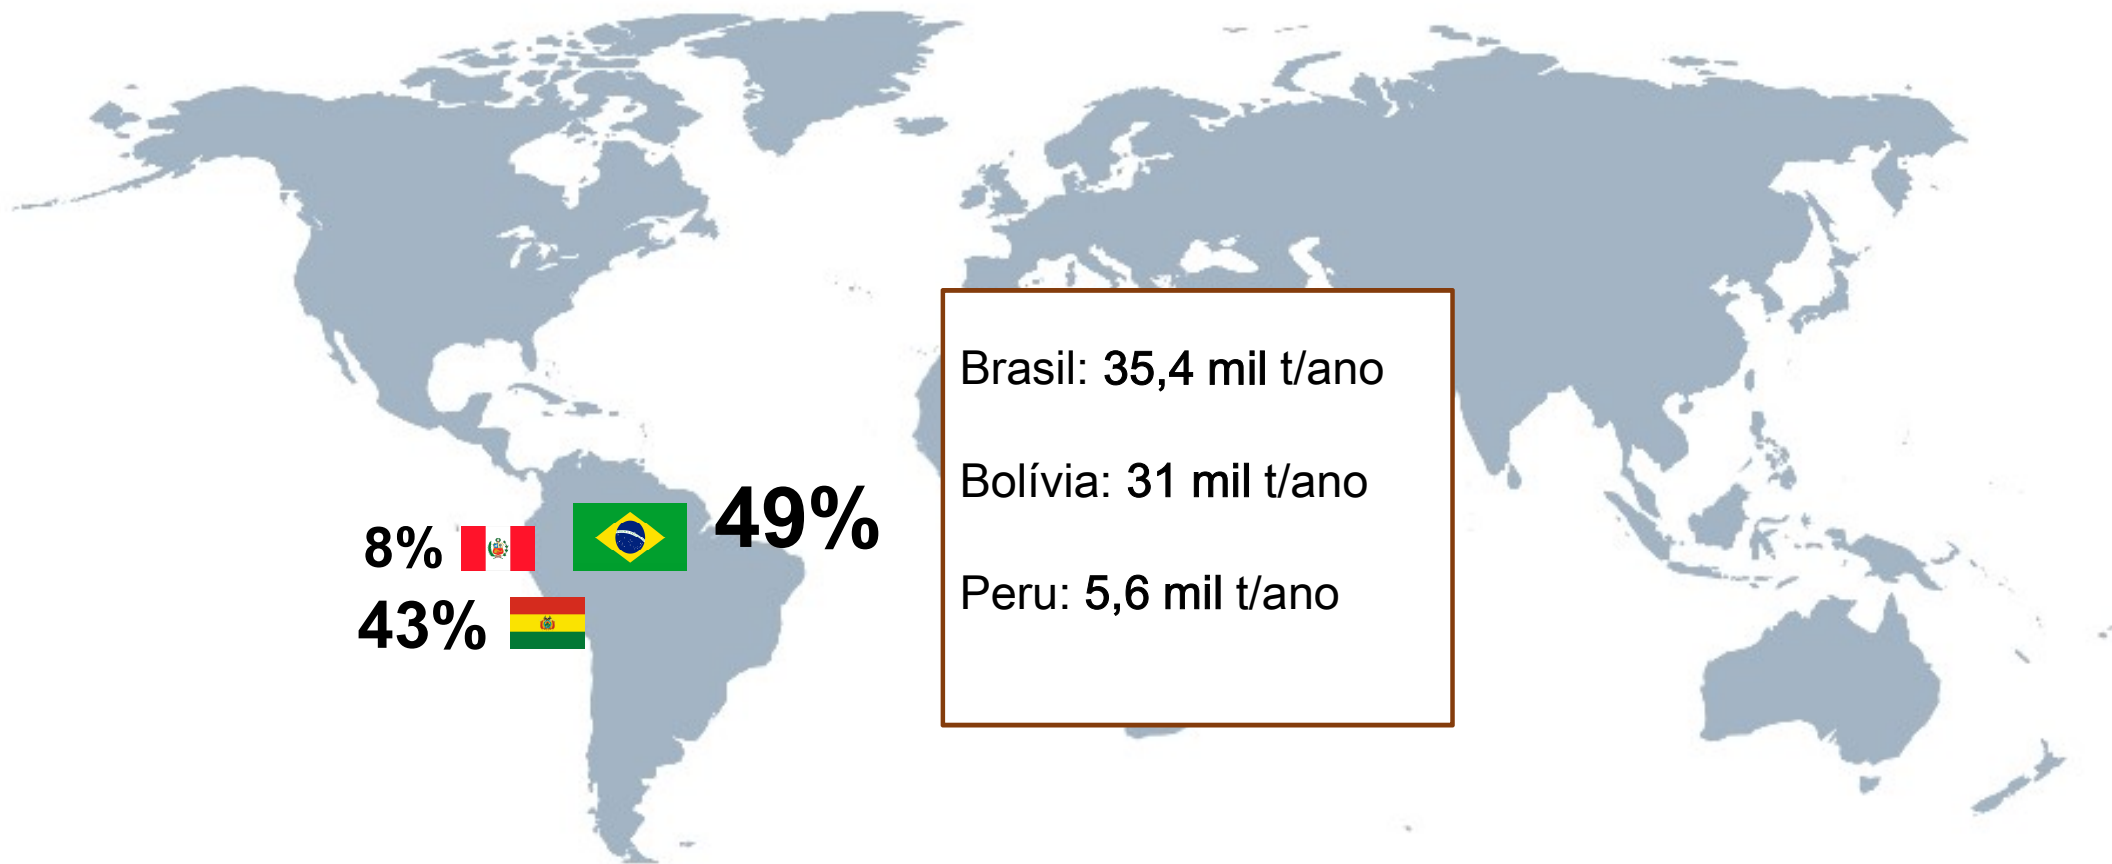 Brasil: 35,4 mil t/ano
Bolívia: 31 mil t/ano
Peru: 5,6 mil t/ano
49%
8%
43%